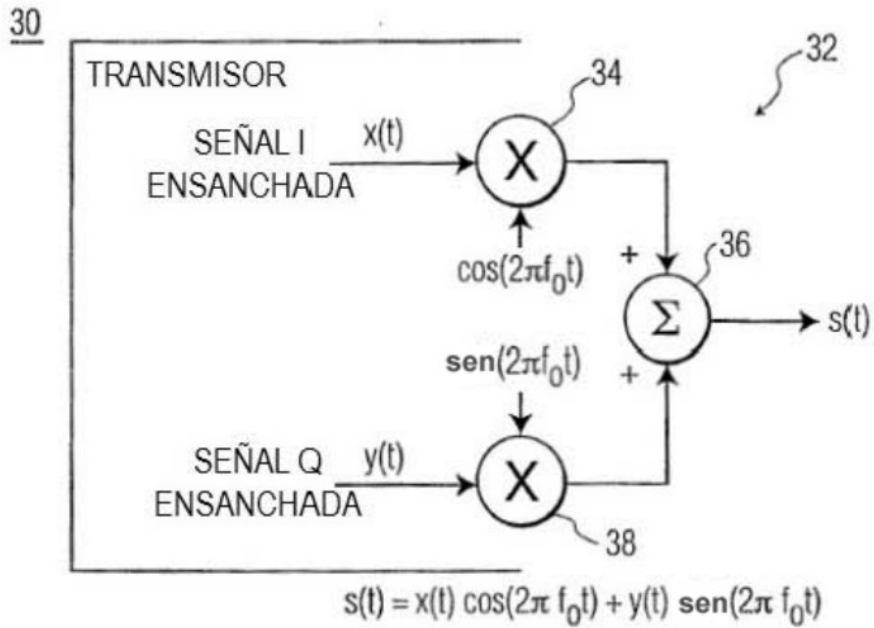 30
TRANSMISOR
34
32
SEÑAL I
ENSANCHADA
x(t)
X
cos(2πf₀t)
+
36
Σ
s(t)
sen(2πf₀t)
+
SEÑAL Q
ENSANCHADA
y(t)
X
38
s(t) = x(t) cos(2π f₀t) + y(t) sen(2π f₀t)